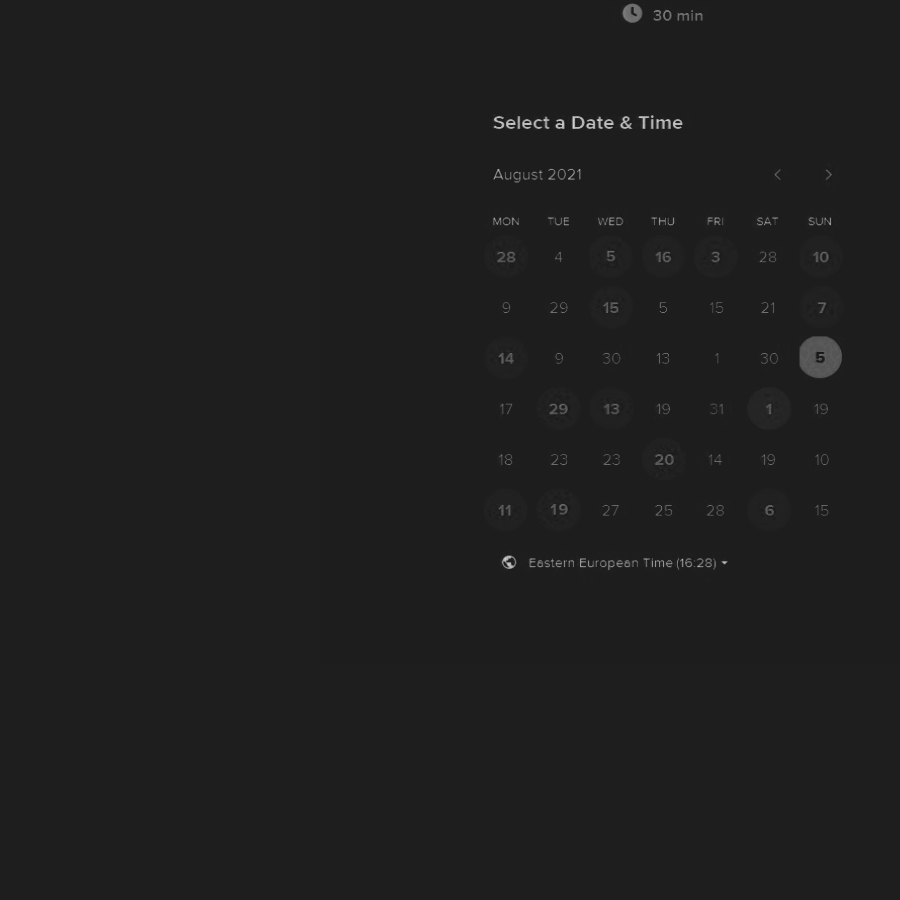 30 min
Select a Date & Time
August 2021
MON TUE WED THU FRI SAT SUN
28 4 5 16 3 28 10
9 29 15 5 15 21 7
14 9 30 13 1 30 5
17 29 13 19 31 1 19
18 23 23 20 14 19 10
11 19 27 25 28 6 15
Eastern European Time (16:28)